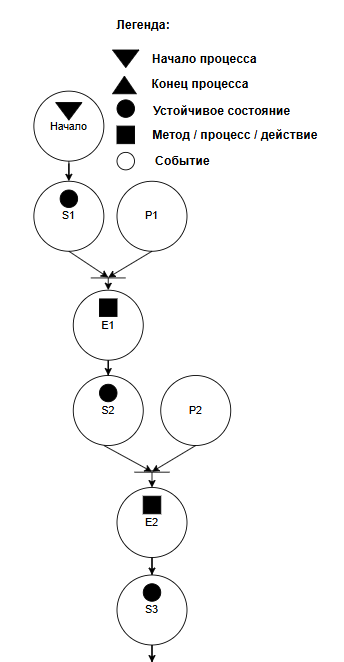 Легенда:
Начало процесса
Конец процесса
Устойчивое состояние
Метод / процесс / действие
Событие
Начало
S1
P1
E1
S2
P2
E2
S3